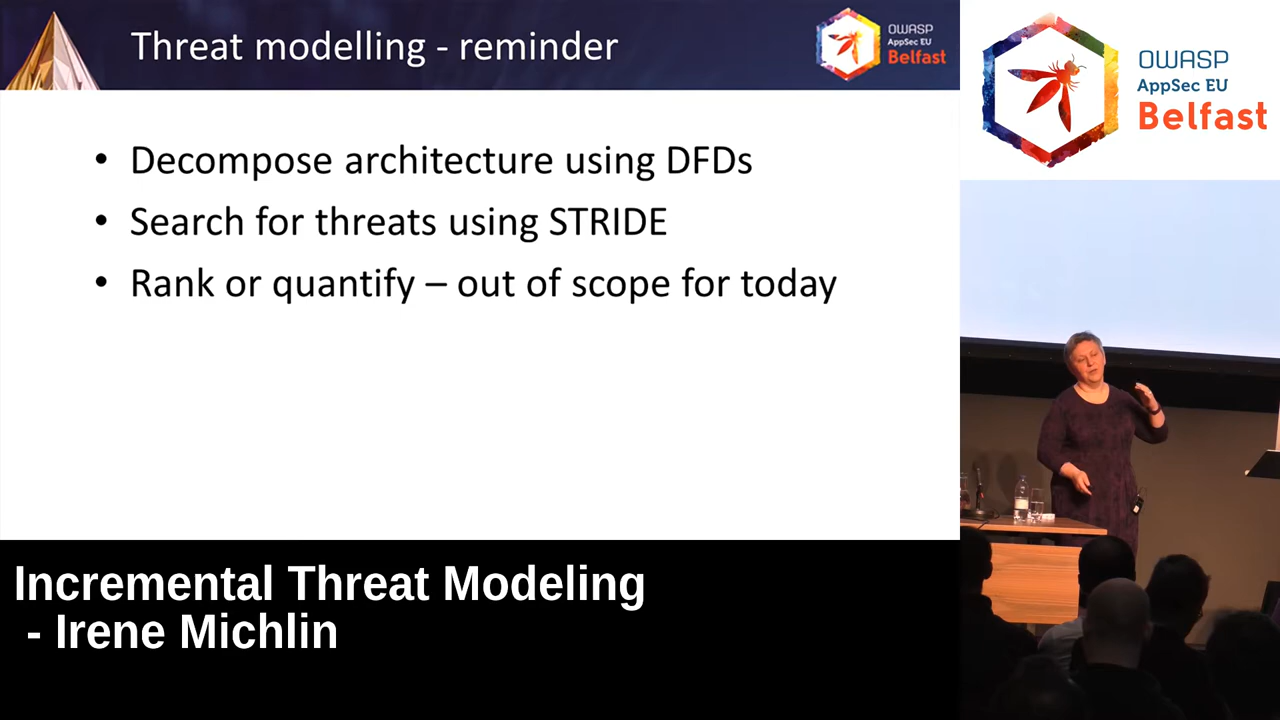 Threat modelling - reminder
OWASP
AppSec EU
Belfast
OWASP
AppSec EU
Belfast
• Decompose architecture using DFDs
• Search for threats using STRIDE
• Rank or quantify – out of scope for today
Incremental Threat Modeling
- Irene Michlin